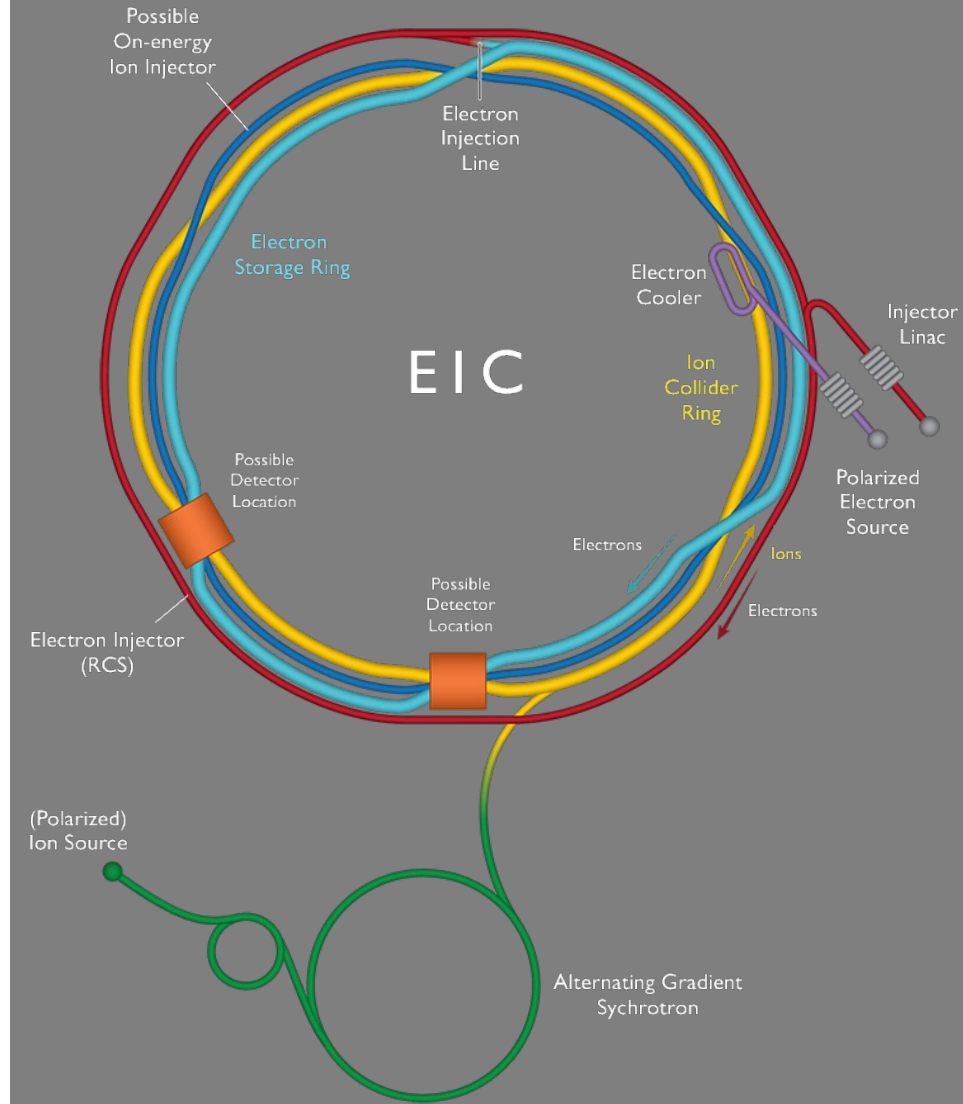 Possible
On-energy
Ion Injector
Electron
Injection
Line
Electron
Storage Ring
Electron
Cooler
Injector
Linac
EIC
Ion
Collider
Ring
Possible
Detector
Location
Polarized
Electron
Source
Electrons
Ions
Possible
Detector
Location
Electrons
Electron Injector
(RCS)
(Polarized)
Ion Source
Alternating Gradient
Sychrotron